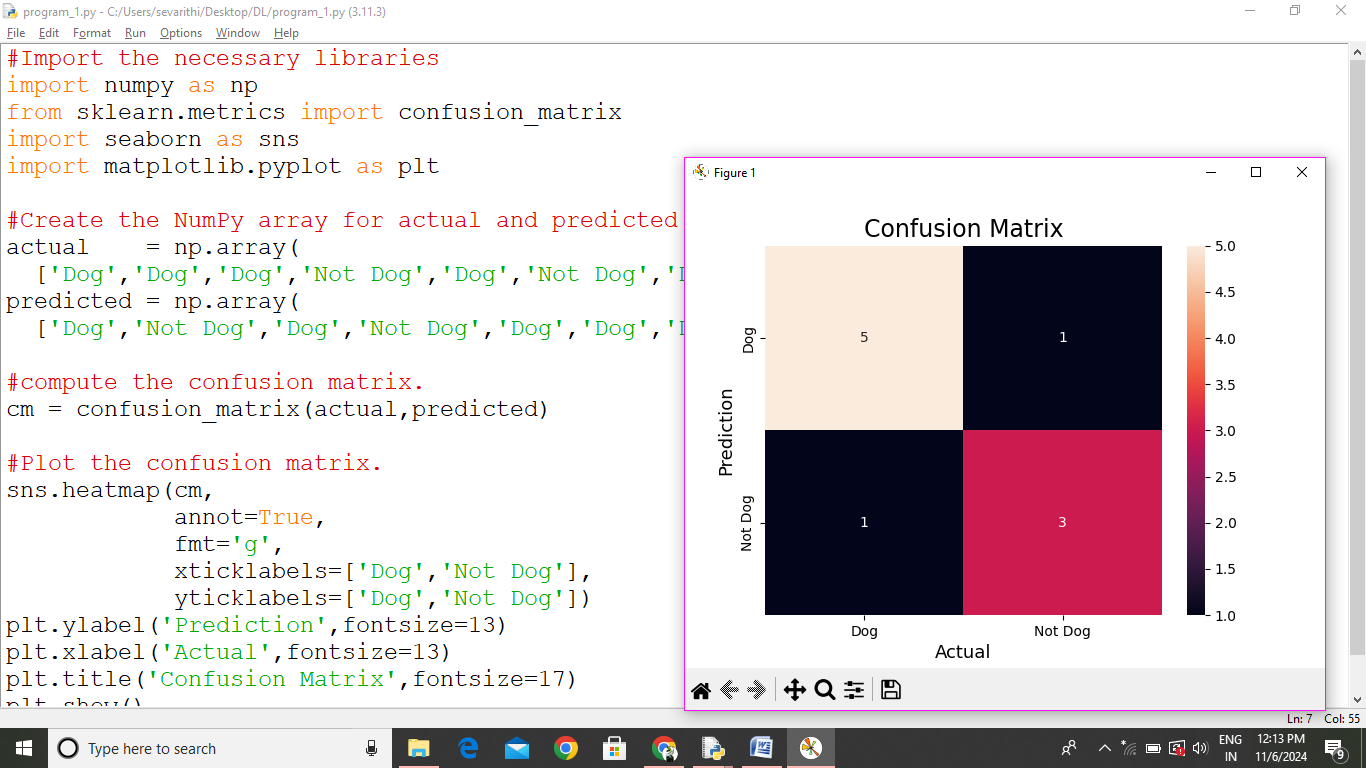 program_1.py - C:/Users/sevarithi/Desktop/DL/program_1.py (3.11.3)
File Edit Format Run Options Window Help
#Import the necessary libraries
import numpy as np
from sklearn.metrics import confusion_matrix
import seaborn as sns
import matplotlib.pyplot as plt
#Create the NumPy array for actual and predicted
actual    = np.array(
  ['Dog','Dog','Dog','Not Dog','Dog','Not Dog','
predicted = np.array(
  ['Dog','Not Dog','Dog','Not Dog','Dog','Dog','
#compute the confusion matrix.
cm = confusion_matrix(actual,predicted)
#Plot the confusion matrix.
sns.heatmap(cm,
            annot=True,
            fmt='g',
            xticklabels=['Dog','Not Dog'],
            yticklabels=['Dog','Not Dog'])
plt.ylabel('Prediction',fontsize=13)
plt.xlabel('Actual',fontsize=13)
plt.title('Confusion Matrix',fontsize=17)
plt.show()
Figure 1
Confusion Matrix
Prediction
Dog
5 1
Not Dog
1 3
Dog Not Dog
Actual
5.0
4.5
4.0
3.5
3.0
2.5
2.0
1.5
1.0
Ln: 7 Col: 55
Type here to search
ENG
IN
12:13 PM
11/6/2024
9